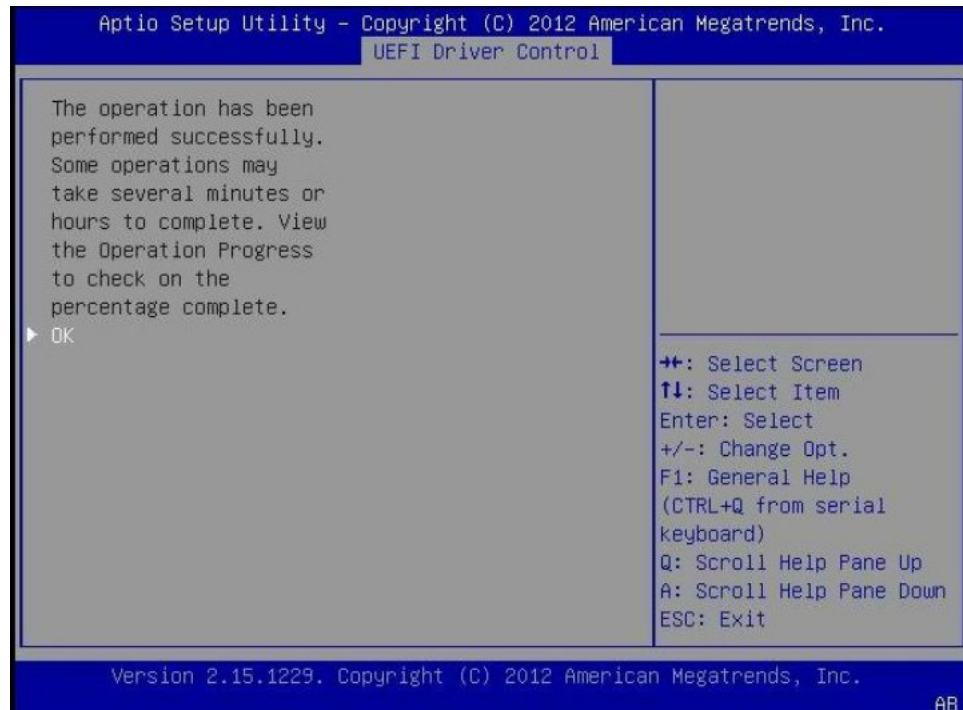 Aptio Setup Utility – Copyright (C) 2012 American Megatrends, Inc.
UEFI Driver Control
The operation has been
performed successfully.
Some operations may
take several minutes or
hours to complete. View
the Operation Progress
to check on the
percentage complete.
▶ OK
→←: Select Screen
↑↓: Select Item
Enter: Select
+/-: Change Opt.
F1: General Help
(CTRL+Q from serial
keyboard)
Q: Scroll Help Pane Up
A: Scroll Help Pane Down
ESC: Exit
Version 2.15.1229. Copyright (C) 2012 American Megatrends, Inc.
AB